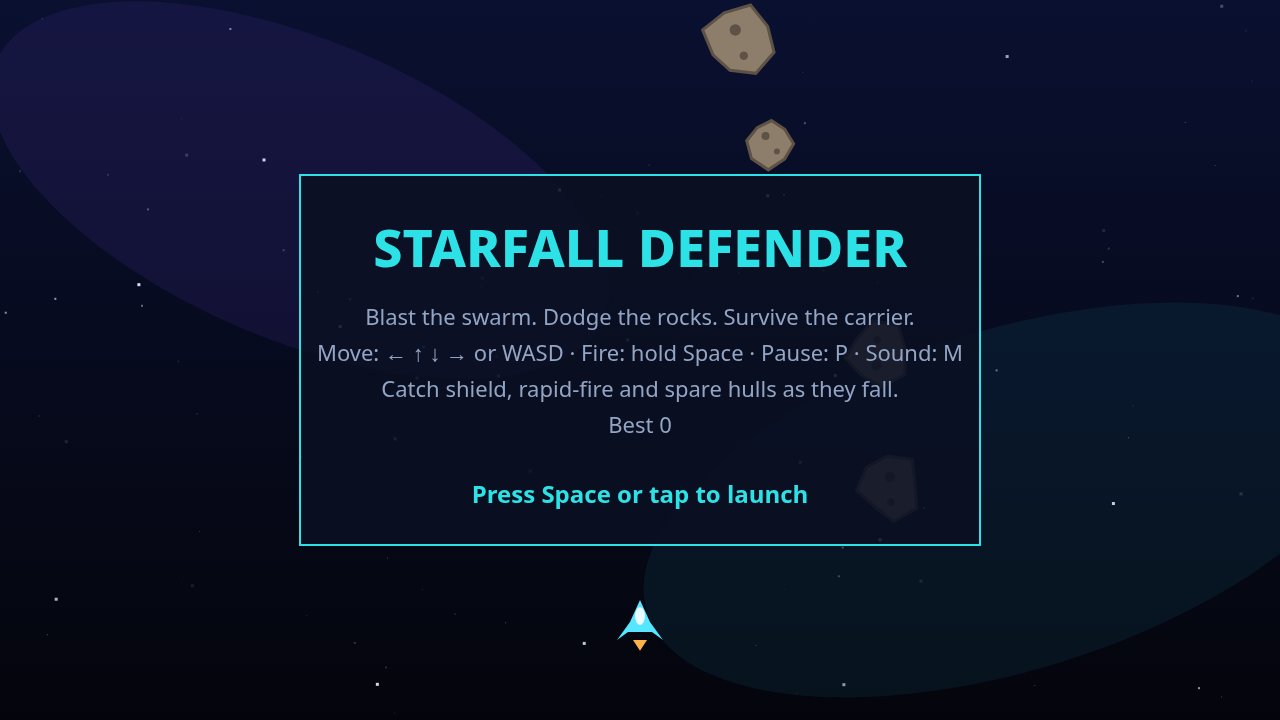 STARFALL DEFENDER
Blast the swarm. Dodge the rocks. Survive the carrier.
Move: ← ↑ ↓ → or WASD · Fire: hold Space · Pause: P · Sound: M
Catch shield, rapid-fire and spare hulls as they fall.
Best 0
Press Space or tap to launch